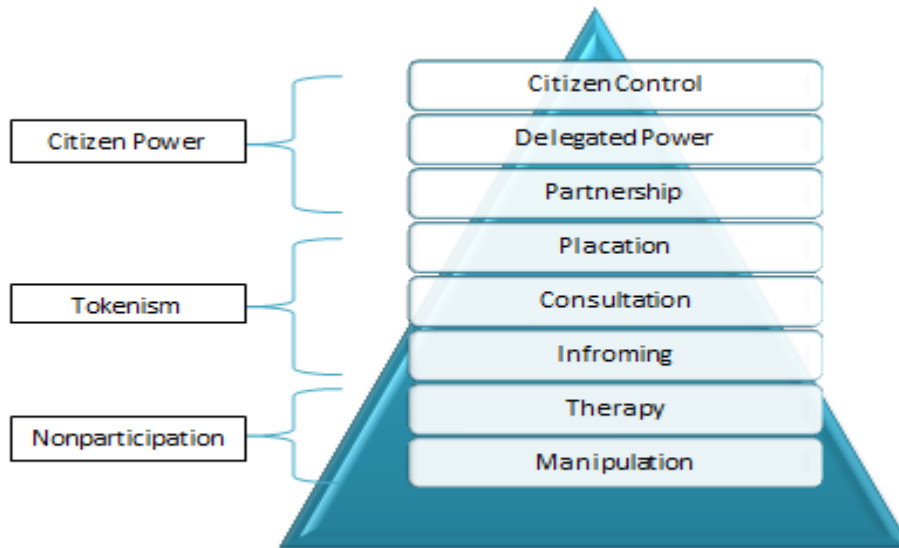 Citizen Control
Citizen Power
Delegated Power
Partnership
Placation
Tokenism
Consultation
Infroming
Therapy
Nonparticipation
Manipulation